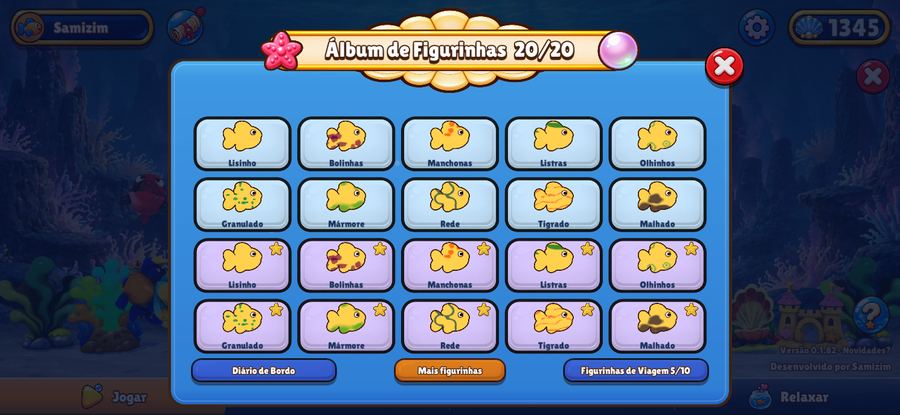 Samizim
Álbum de Figurinhas 20/20
1345
Lisinho
Bolinhas
Manchonas
Listras
Olhinhos
Granulado
Mármore
Rede
Tigrado
Malhado
Lisinho
Bolinhas
Manchonas
Listras
Olhinhos
Granulado
Mármore
Rede
Tigrado
Malhado
Diário de Bordo
Mais figurinhas
Figurinhas de Viagem 5/10
?
Versão 0.1.82 - Novidades?
Desenvolvido por Samizim
Jogar
Relaxar